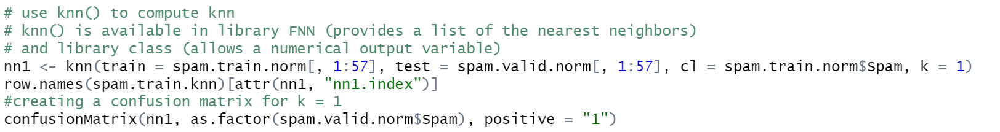 # use knn() to compute knn
# knn() is available in library FNN (provides a list of the nearest neighbors)
# and library class (allows a numerical output variable)
nn1 <- knn(train = spam.train.norm[, 1:57], test = spam.valid.norm[, 1:57], cl = spam.train.norm$Spam, k = 1)
row.names(spam.train.knn)[attr(nn1, "nn1.index")]
#creating a confusion matrix for k = 1
confusionMatrix(nn1, as.factor(spam.valid.norm$Spam), positive = "1")